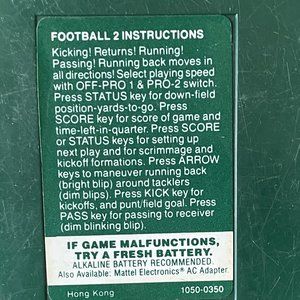 FOOTBALL 2 INSTRUCTIONS
Kicking! Returns! Running!
Passing! Running back moves in
all directions! Select playing speed
with OFF-PRO 1 & PRO-2 switch.
Press STATUS key for down-field
position-yards-to-go. Press
SCORE key for score of game and
time-left-in-quarter. Press SCORE
or STATUS keys for setting up
next play and for scrimmage and
kickoff formations. Press ARROW
keys to maneuver running back
(bright blip) around tacklers
(dim blips). Press KICK key for
kickoffs, and punt/field goal. Press
PASS key for passing to receiver
(dim blinking blip).
IF GAME MALFUNCTIONS,
TRY A FRESH BATTERY.
ALKALINE BATTERY RECOMMENDED.
Also Available: Mattel Electronics® AC Adapter.
Hong Kong 1050-0350